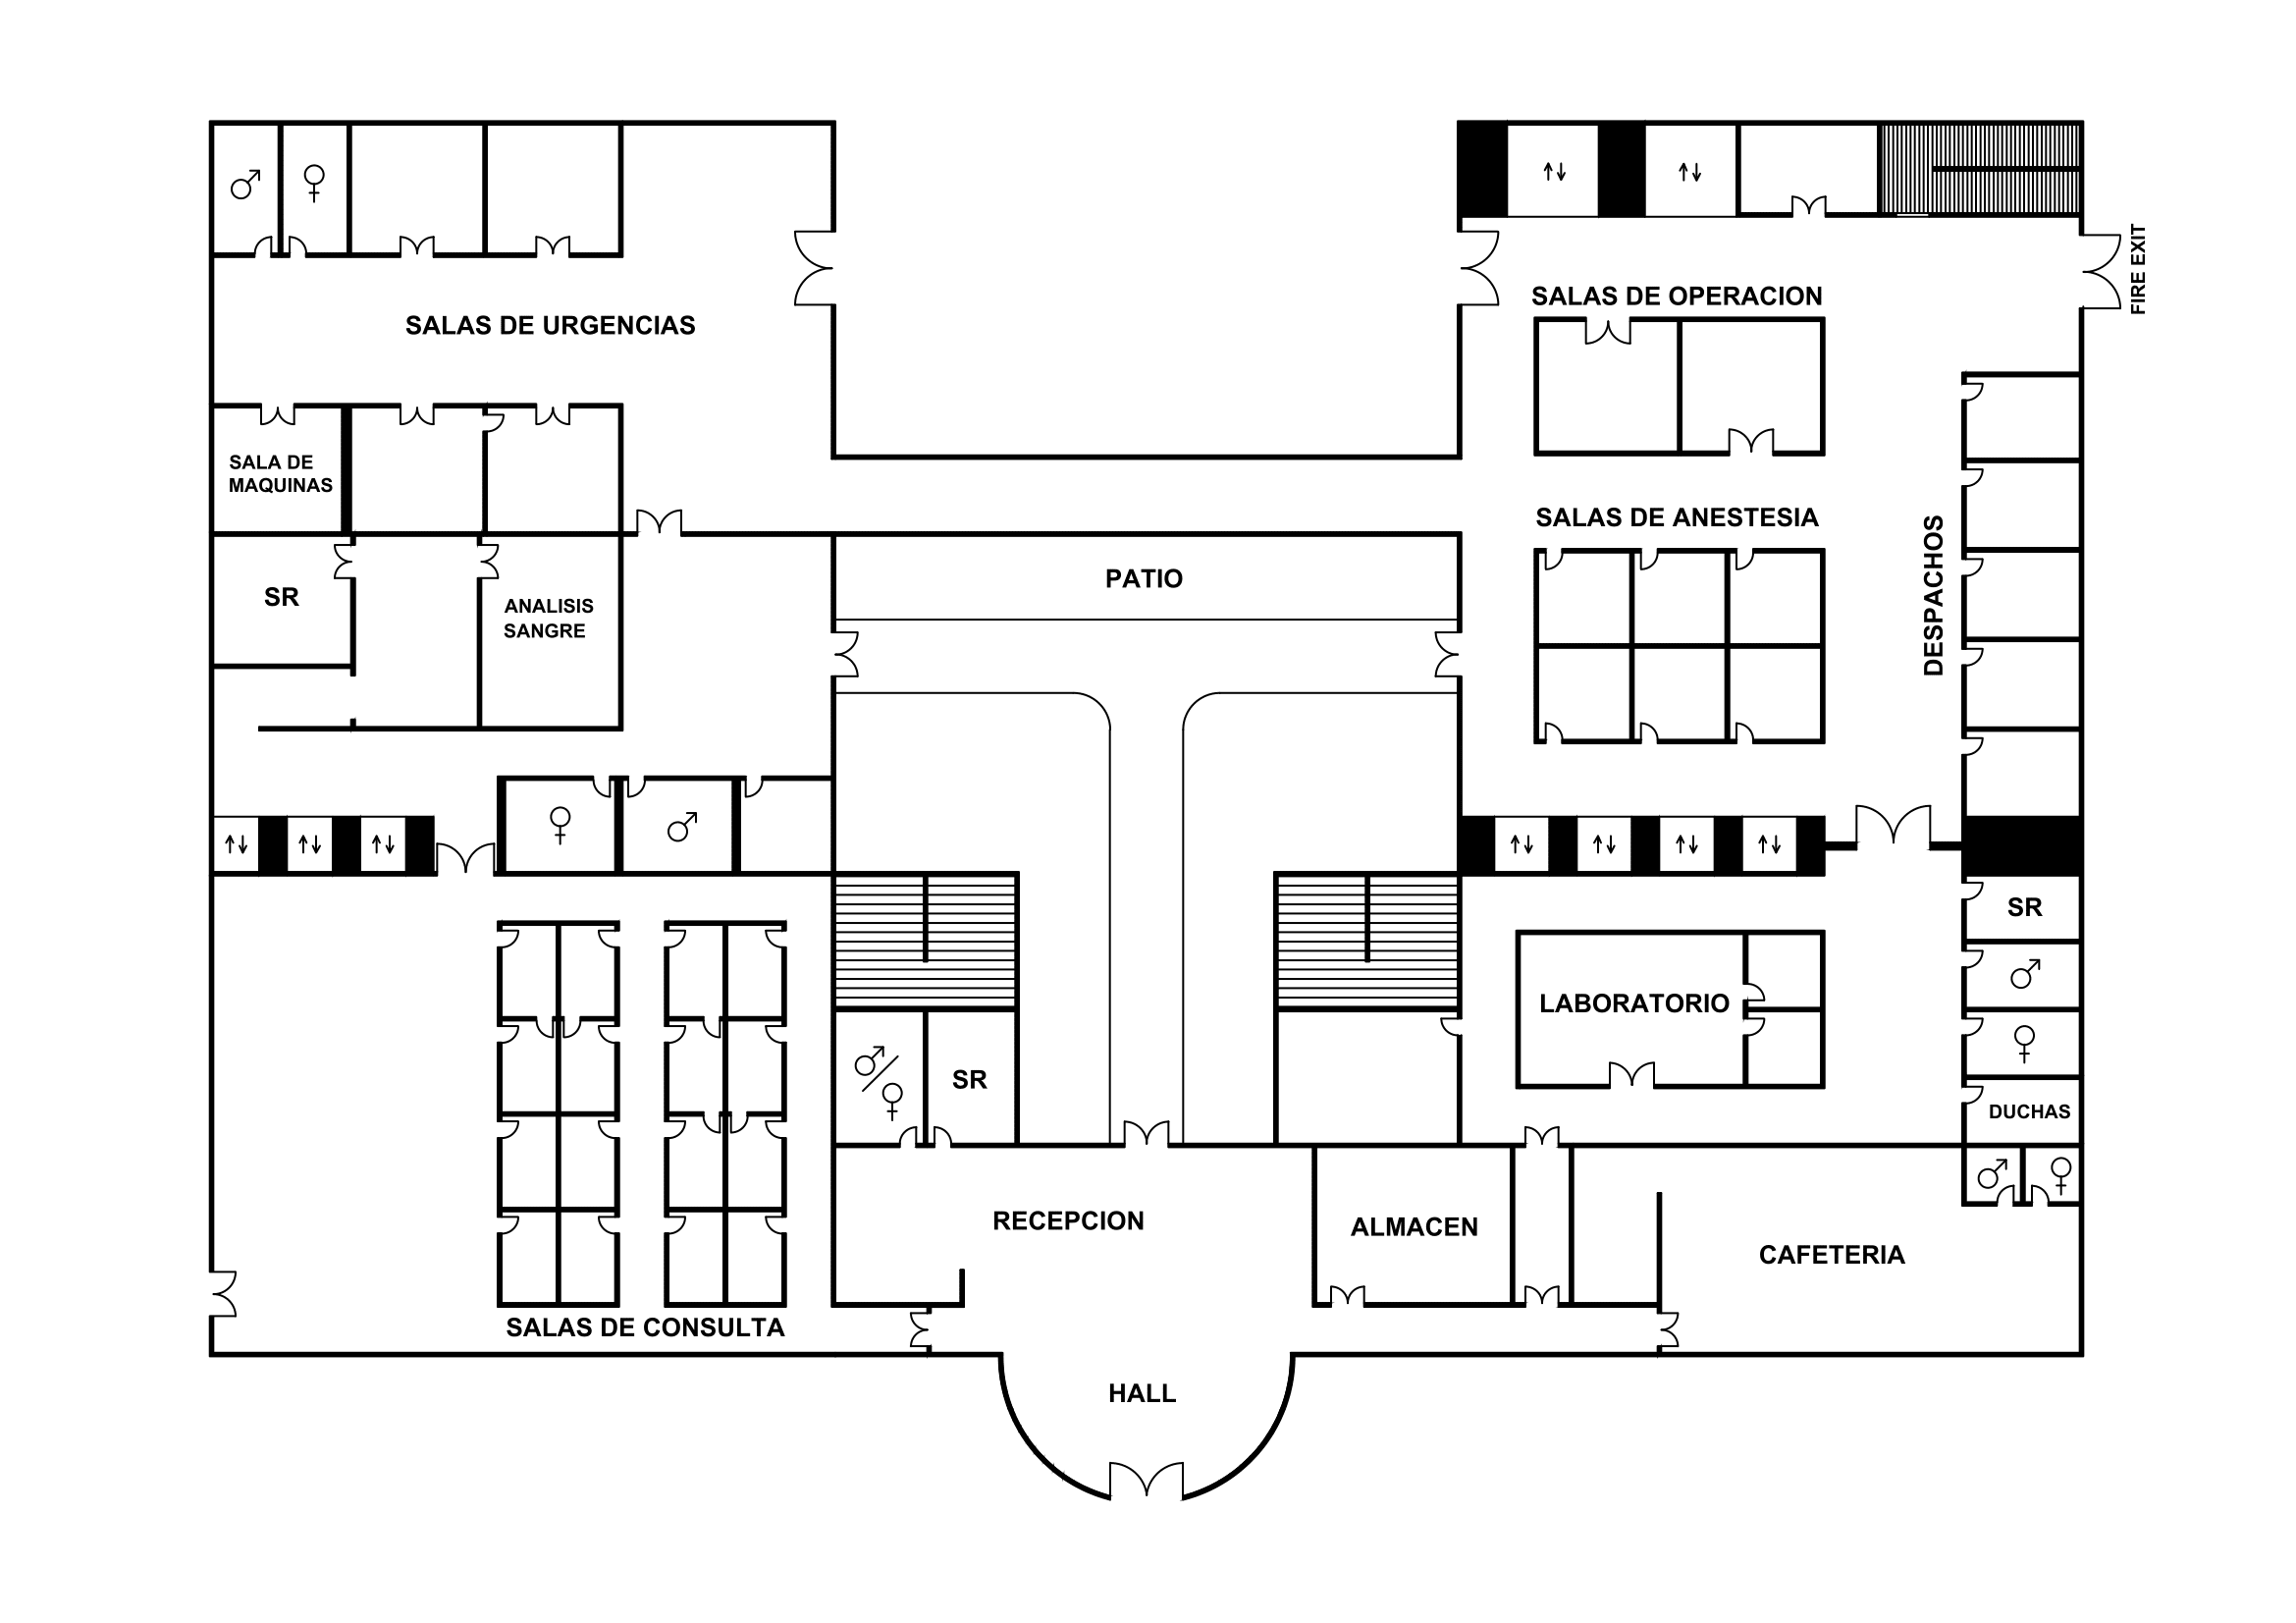 FIRE EXIT
SALAS DE OPERACION
SALAS DE URGENCIAS
SALA DE
MAQUINAS
SALAS DE ANESTESIA
DESPACHOS
PATIO
SR
ANALISIS
SANGRE
SR
LABORATORIO
SR
DUCHAS
RECEPCION
ALMACEN
CAFETERIA
SALAS DE CONSULTA
HALL